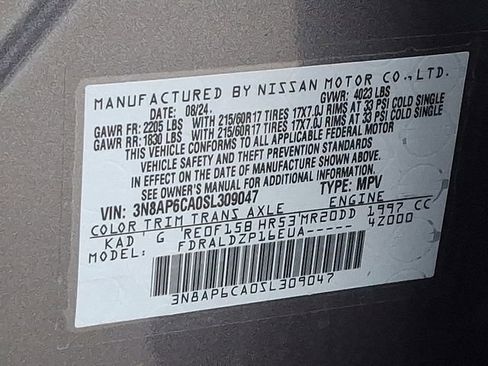 MANUFACTURED BY NISSAN MOTOR CO., LTD.
DATE: 08/24. GVWR: 4023 LBS
GAWR FR: 2205 LBS WITH 215/60R17 TIRES 17X7.0J RIMS AT 33 PSI COLD SINGLE
GAWR RR: 1830 LBS WITH 215/60R17 TIRES 17X7.0J RIMS AT 33 PSI COLD SINGLE
THIS VEHICLE CONFORMS TO ALL APPLICABLE FEDERAL MOTOR
VEHICLE SAFETY AND THEFT PREVENTION STANDARDS
IN EFFECT ON THE DATE OF MANUFACTURE SHOWN ABOVE.
SEE OWNER'S MANUAL FOR ADDITIONAL INFORMATION.
VIN: 3N8AP6CA0SL309047 TYPE: MPV
COLOR TRIM TRANS AXLE ENGINE
KAD G RE0F15B HR53 MR20DD 1997 CC
MODEL: FDRALDZP16EUA----- 4Z000
3N8AP6CA0SL309047